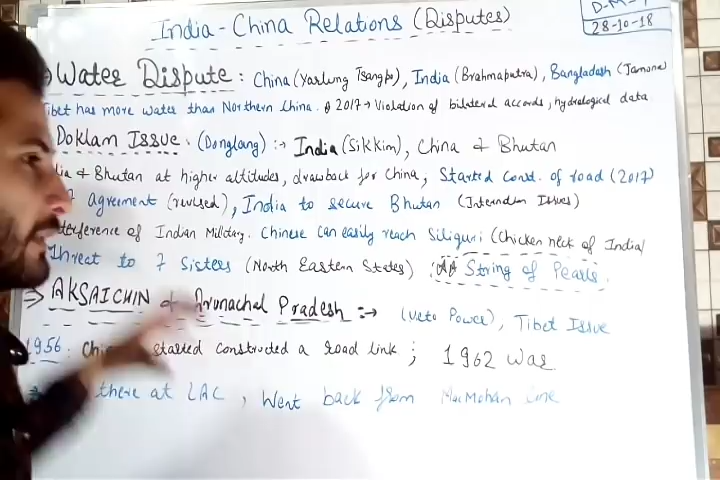 India - China Relations (Disputes)
28-10-18
Water Dispute : China (Yarlung Tsangpo), India (Brahmaputra), Bangladesh (Jamuna)
Tibet has more water than Northern China. 2017 → Violation of bilateral accords, hydrological data
Doklam Issue : (Donglang) :→ India (Sikkim), China & Bhutan
& Bhutan at higher altitudes, drawback for China, Started const. of road (2017)
agreement (revised), India to secure Bhutan (Internal Issues)
of Indian Military. Chinese can easily reach Siliguri (Chicken neck of India)
Threat to 7 Sisters (North Eastern States) String of Pearls.
⇒ AKSAICHIN & Arunachal Pradesh :→ (Veto Power), Tibet Issue
1956. started constructed a road link ; 1962 War
there at LAC , Went back from MacMohan Line